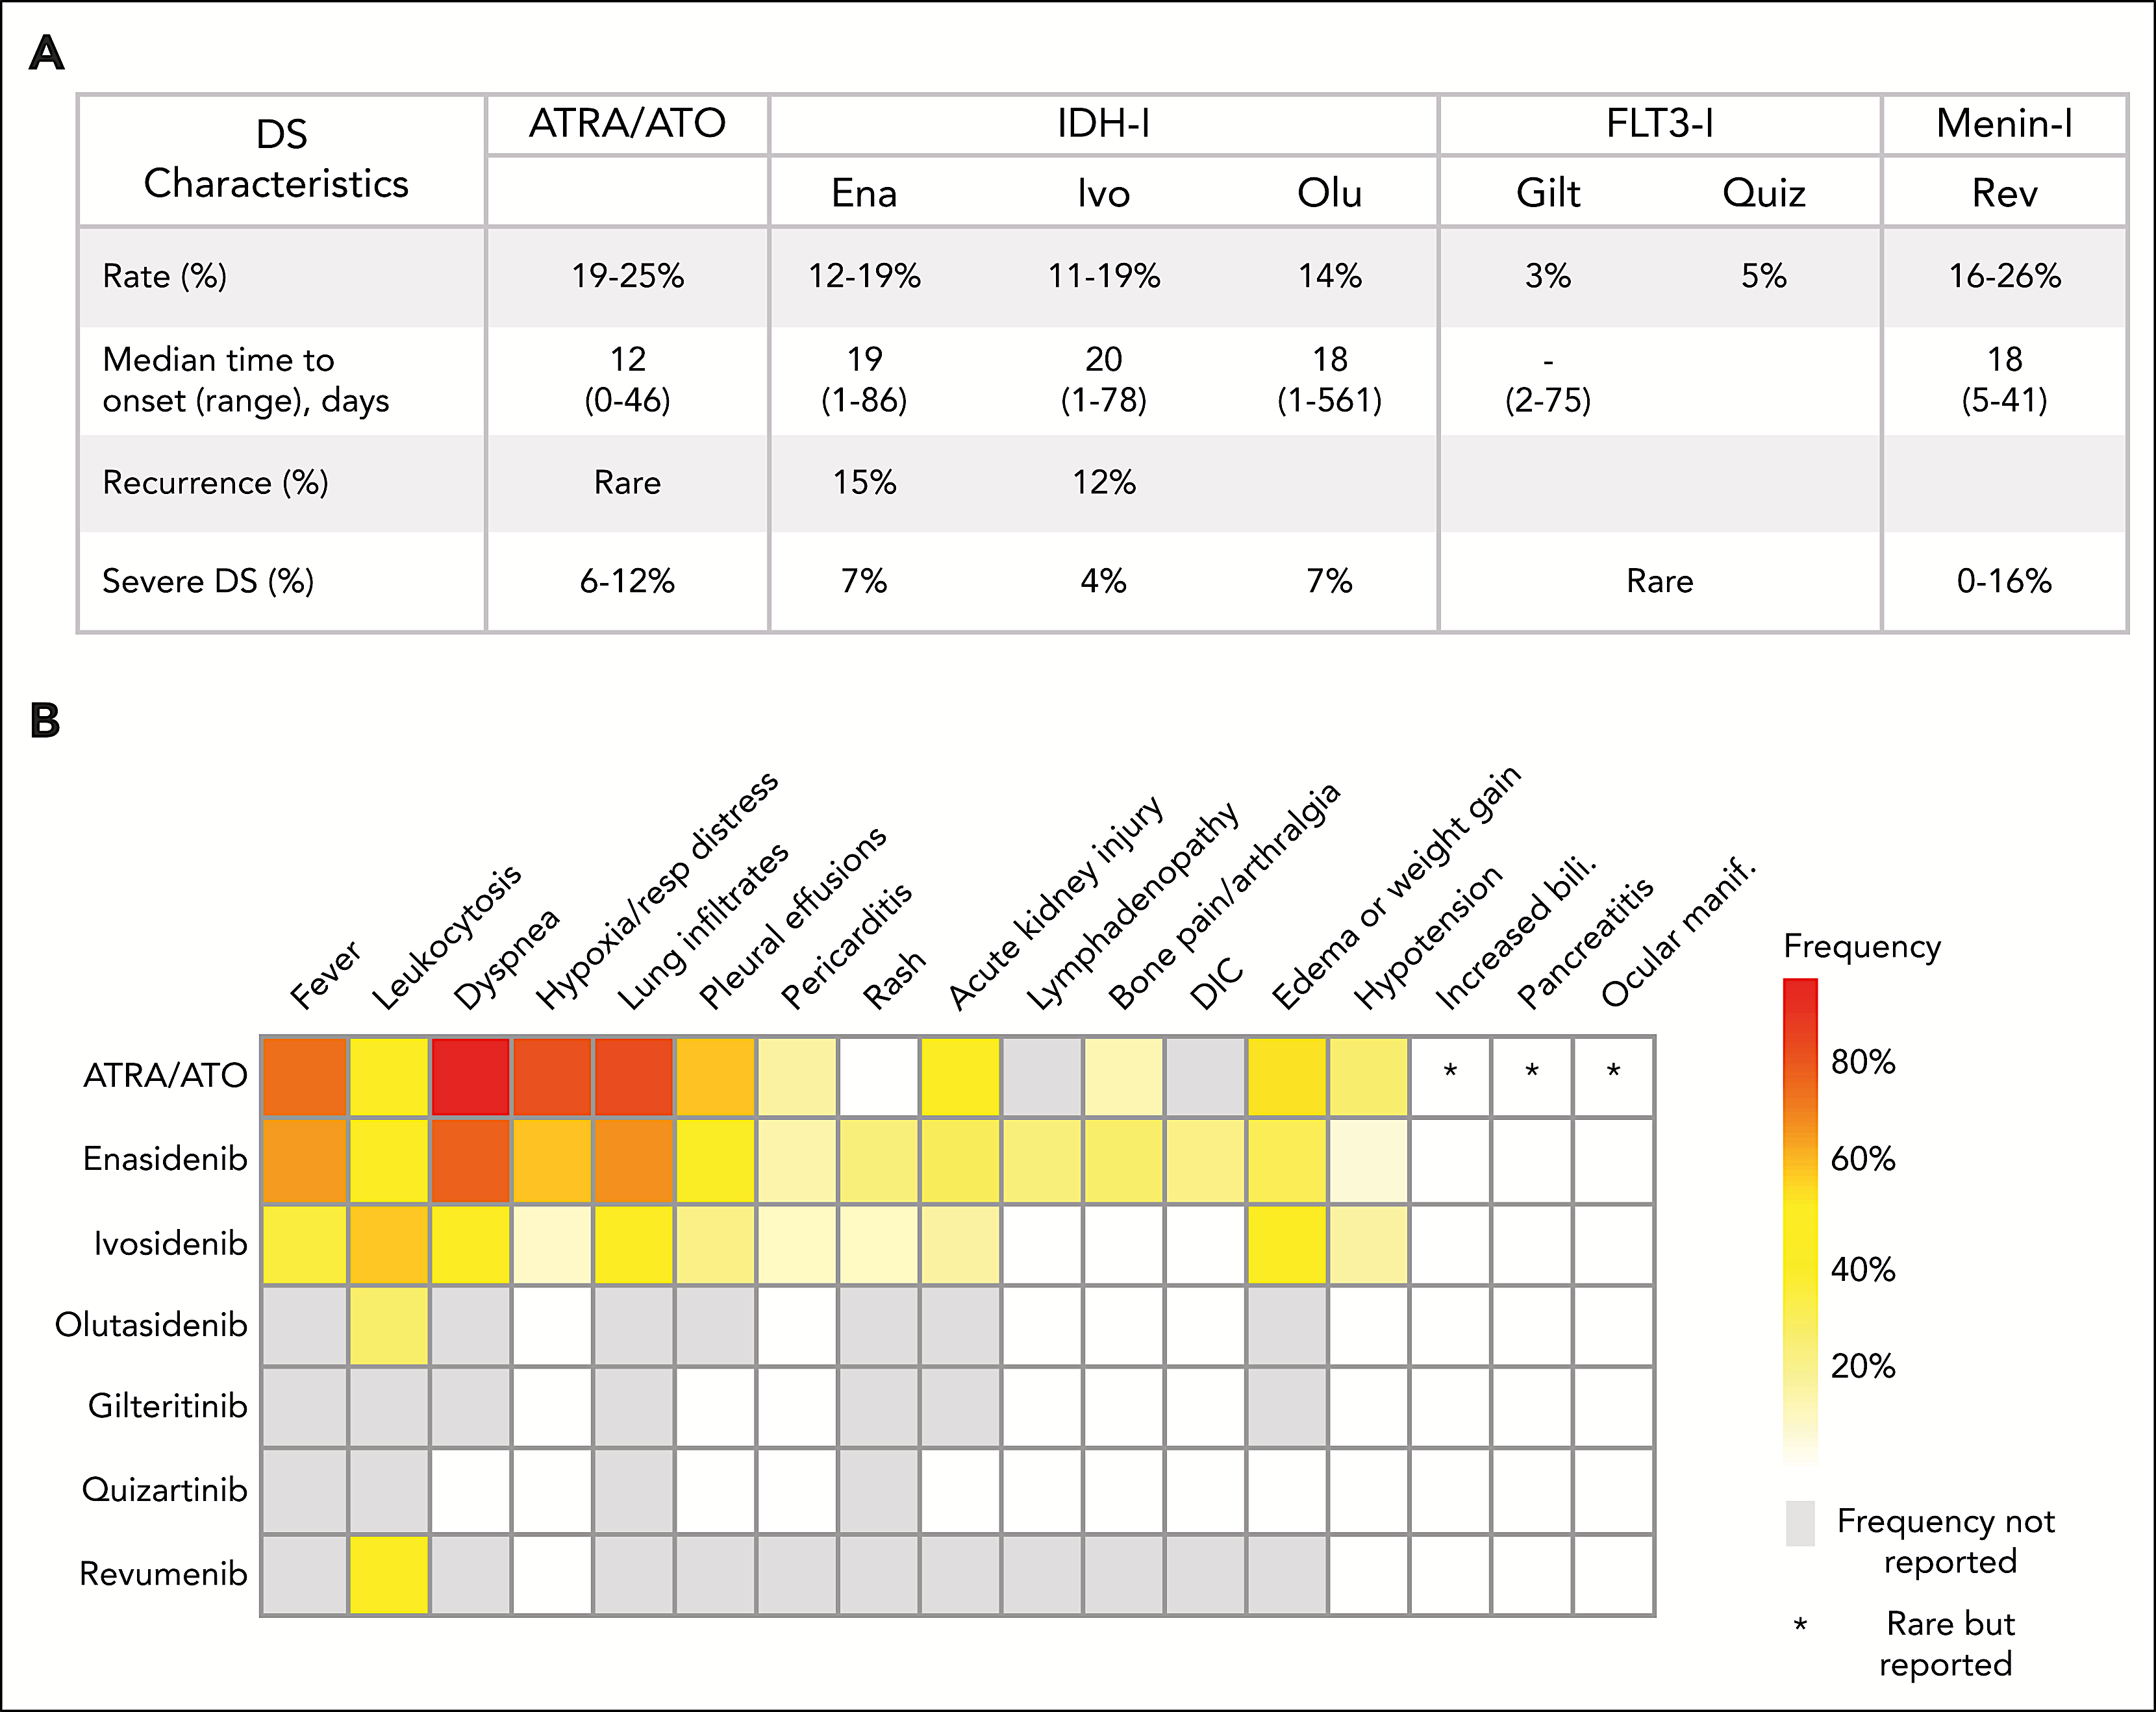 A
DS
Characteristics
ATRA/ATO
IDH-I
FLT3-I
Menin-I
Ena
Ivo
Olu
Gilt
Quiz
Rev
Rate (%)
19-25%
12-19%
11-19%
14%
3%
5%
16-26%
Median time to
onset (range), days
12
(0-46)
19
(1-86)
20
(1-78)
18
(1-561)
-
(2-75)
18
(5-41)
Recurrence (%)
Rare
15%
12%
Severe DS (%)
6-12%
7%
4%
7%
Rare
0-16%
B
Fever
Leukocytosis
Dyspnea
Hypoxia/resp distress
Lung infiltrates
Pleural effusions
Pericarditis
Rash
Acute kidney injury
Lymphadenopathy
Bone pain/arthralgia
DIC
Edema or weight gain
Hypotension
Increased bili.
Pancreatitis
Ocular manif.
ATRA/ATO
*
*
*
Enasidenib
Ivosidenib
Olutasidenib
Gilteritinib
Quizartinib
Revumenib
Frequency
80%
60%
40%
20%
Frequency not
reported
* Rare but
reported